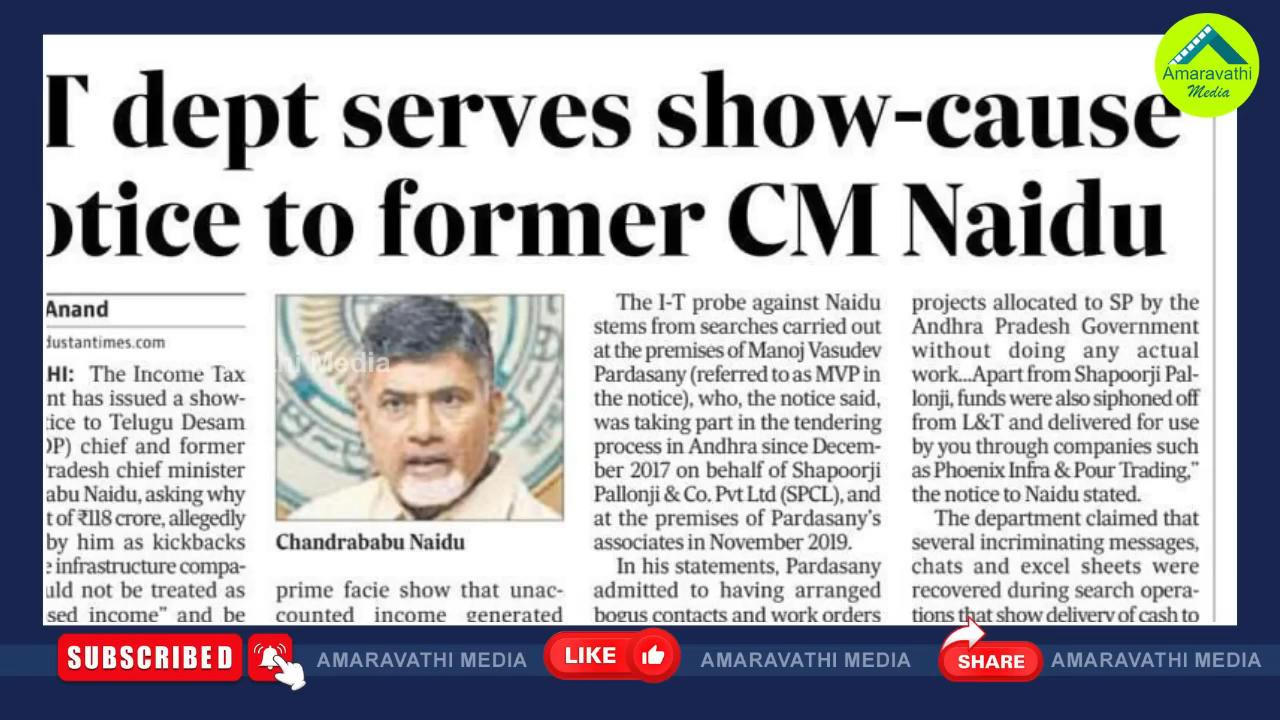 Amaravathi
Media
T dept serves show-cause
otice to former CM Naidu
Anand
dustantimes.com
HI: The Income Tax
nt has issued a show-
ice to Telugu Desam
DP) chief and former
radesh chief minister
abu Naidu, asking why
t of ₹118 crore, allegedly
by him as kickbacks
e infrastructure compa-
uld not be treated as
sed income” and be
thi Media
Chandrababu Naidu
prime facie show that unac-
counted income generated
The I-T probe against Naidu
stems from searches carried out
at the premises of Manoj Vasudev
Pardasany (referred to as MVP in
the notice), who, the notice said,
was taking part in the tendering
process in Andhra since Decem-
ber 2017 on behalf of Shapoorji
Pallonji & Co. Pvt Ltd (SPCL), and
at the premises of Pardasany’s
associates in November 2019.
In his statements, Pardasany
admitted to having arranged
bogus contacts and work orders
projects allocated to SP by the
Andhra Pradesh Government
without doing any actual
work...Apart from Shapoorji Pal-
lonji, funds were also siphoned off
from L&T and delivered for use
by you through companies such
as Phoenix Infra & Pour Trading,”
the notice to Naidu stated.
The department claimed that
several incriminating messages,
chats and excel sheets were
recovered during search opera-
tions that show delivery of cash to
SUBSCRIBED
AMARAVATHI MEDIA
LIKE
AMARAVATHI MEDIA
SHARE
AMARAVATHI MEDIA